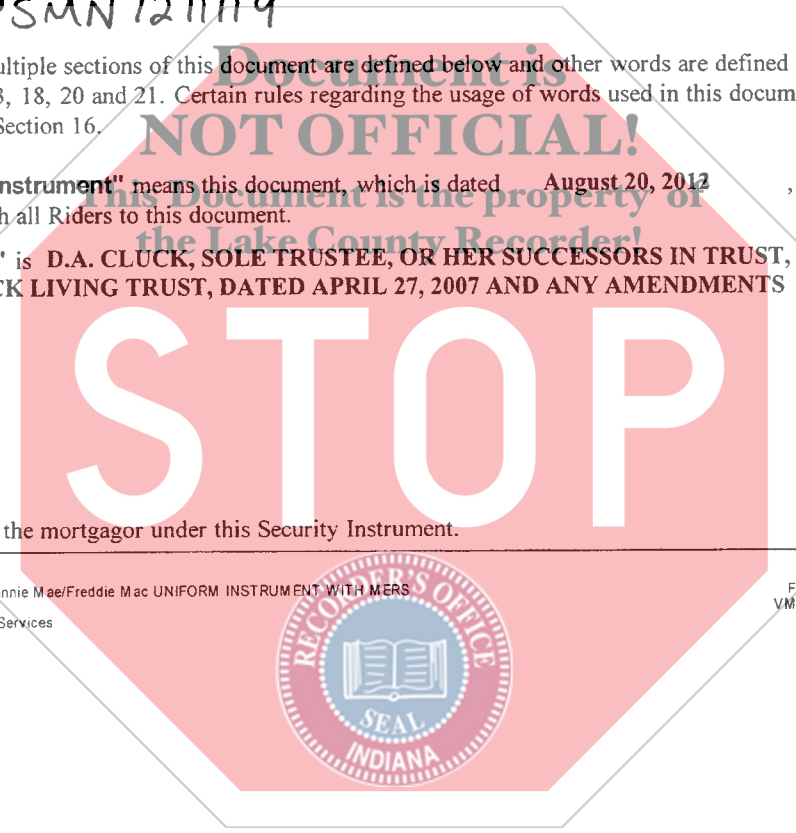 SMN 1211119
ultiple sections of this document are defined below and other words are defined
3, 18, 20 and 21. Certain rules regarding the usage of words used in this docum
Section 16.
Document is
NOT OFFICIAL!
This Document is the property of
the Lake County Recorder!
nstrument" means this document, which is dated August 20, 2012 ,
h all Riders to this document.
" is D.A. CLUCK, SOLE TRUSTEE, OR HER SUCCESSORS IN TRUST,
CK LIVING TRUST, DATED APRIL 27, 2007 AND ANY AMENDMENTS
STOP
the mortgagor under this Security Instrument.
nnie Mae/Freddie Mac UNIFORM INSTRUMENT WITH MERS
F
VM
Services
RECORDER'S OFFICE
SEAL
INDIANA